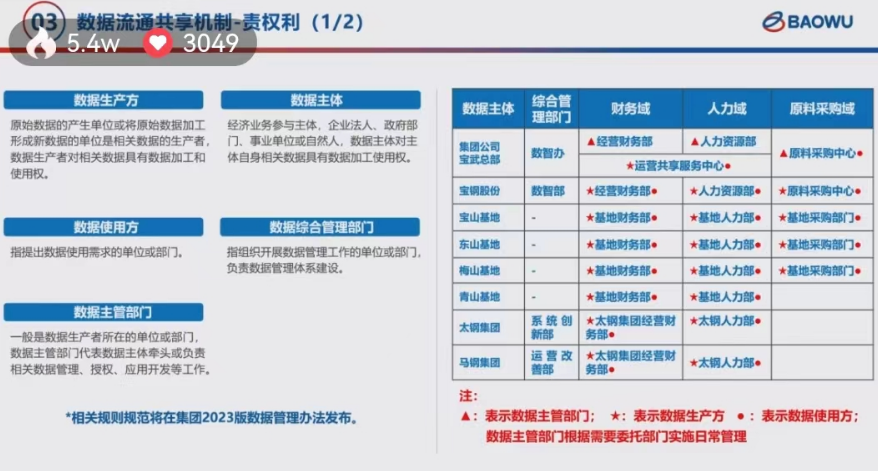 03 数据流通共享机制-责权利（1/2）
BAOWU
5.4w 3049
数据生产方
原始数据的产生单位或将原始数据加工
形成新数据的单位是相关数据的生产者，
数据生产者对相关数据具有数据加工和
使用权。
数据主体
经济业务参与主体，企业法人、政府部
门、事业单位或自然人，数据主体对主
体自身相关数据具有数据加工使用权。
数据使用方
指提出数据使用需求的单位或部门。
数据综合管理部门
指组织开展数据管理工作的单位或部门，
负责数据管理体系建设。
数据主管部门
一般是数据生产者所在的单位或部门，
数据主管部门代表数据主体牵头或负责
相关数据管理、授权、应用开发等工作。
*相关规则规范将在集团2023版数据管理办法发布。
数据主体 综合管理部门 财务域 人力域 原料采购域
集团公司宝武总部 数智办 ▲经营财务部 ▲人力资源部 ▲原料采购中心●
★运营共享服务中心●
宝钢股份 数智部 ★经营财务部● ★人力资源部● ★原料采购中心●
宝山基地 - ★基地财务部● ★基地人力部● ★基地采购部门●
东山基地 - ★基地财务部● ★基地人力部● ★基地采购部门●
梅山基地 - ★基地财务部● ★基地人力部● ★基地采购部门●
青山基地 - ★基地财务部● ★基地人力部●
太钢集团 系统创新部 ★太钢集团经营财务部● ★太钢人力部●
马钢集团 运营改善部 ★太钢集团经营财务部● ★太钢人力部●
注：
▲：表示数据主管部门； ★：表示数据生产方 ●：表示数据使用方；
数据主管部门根据需要委托部门实施日常管理